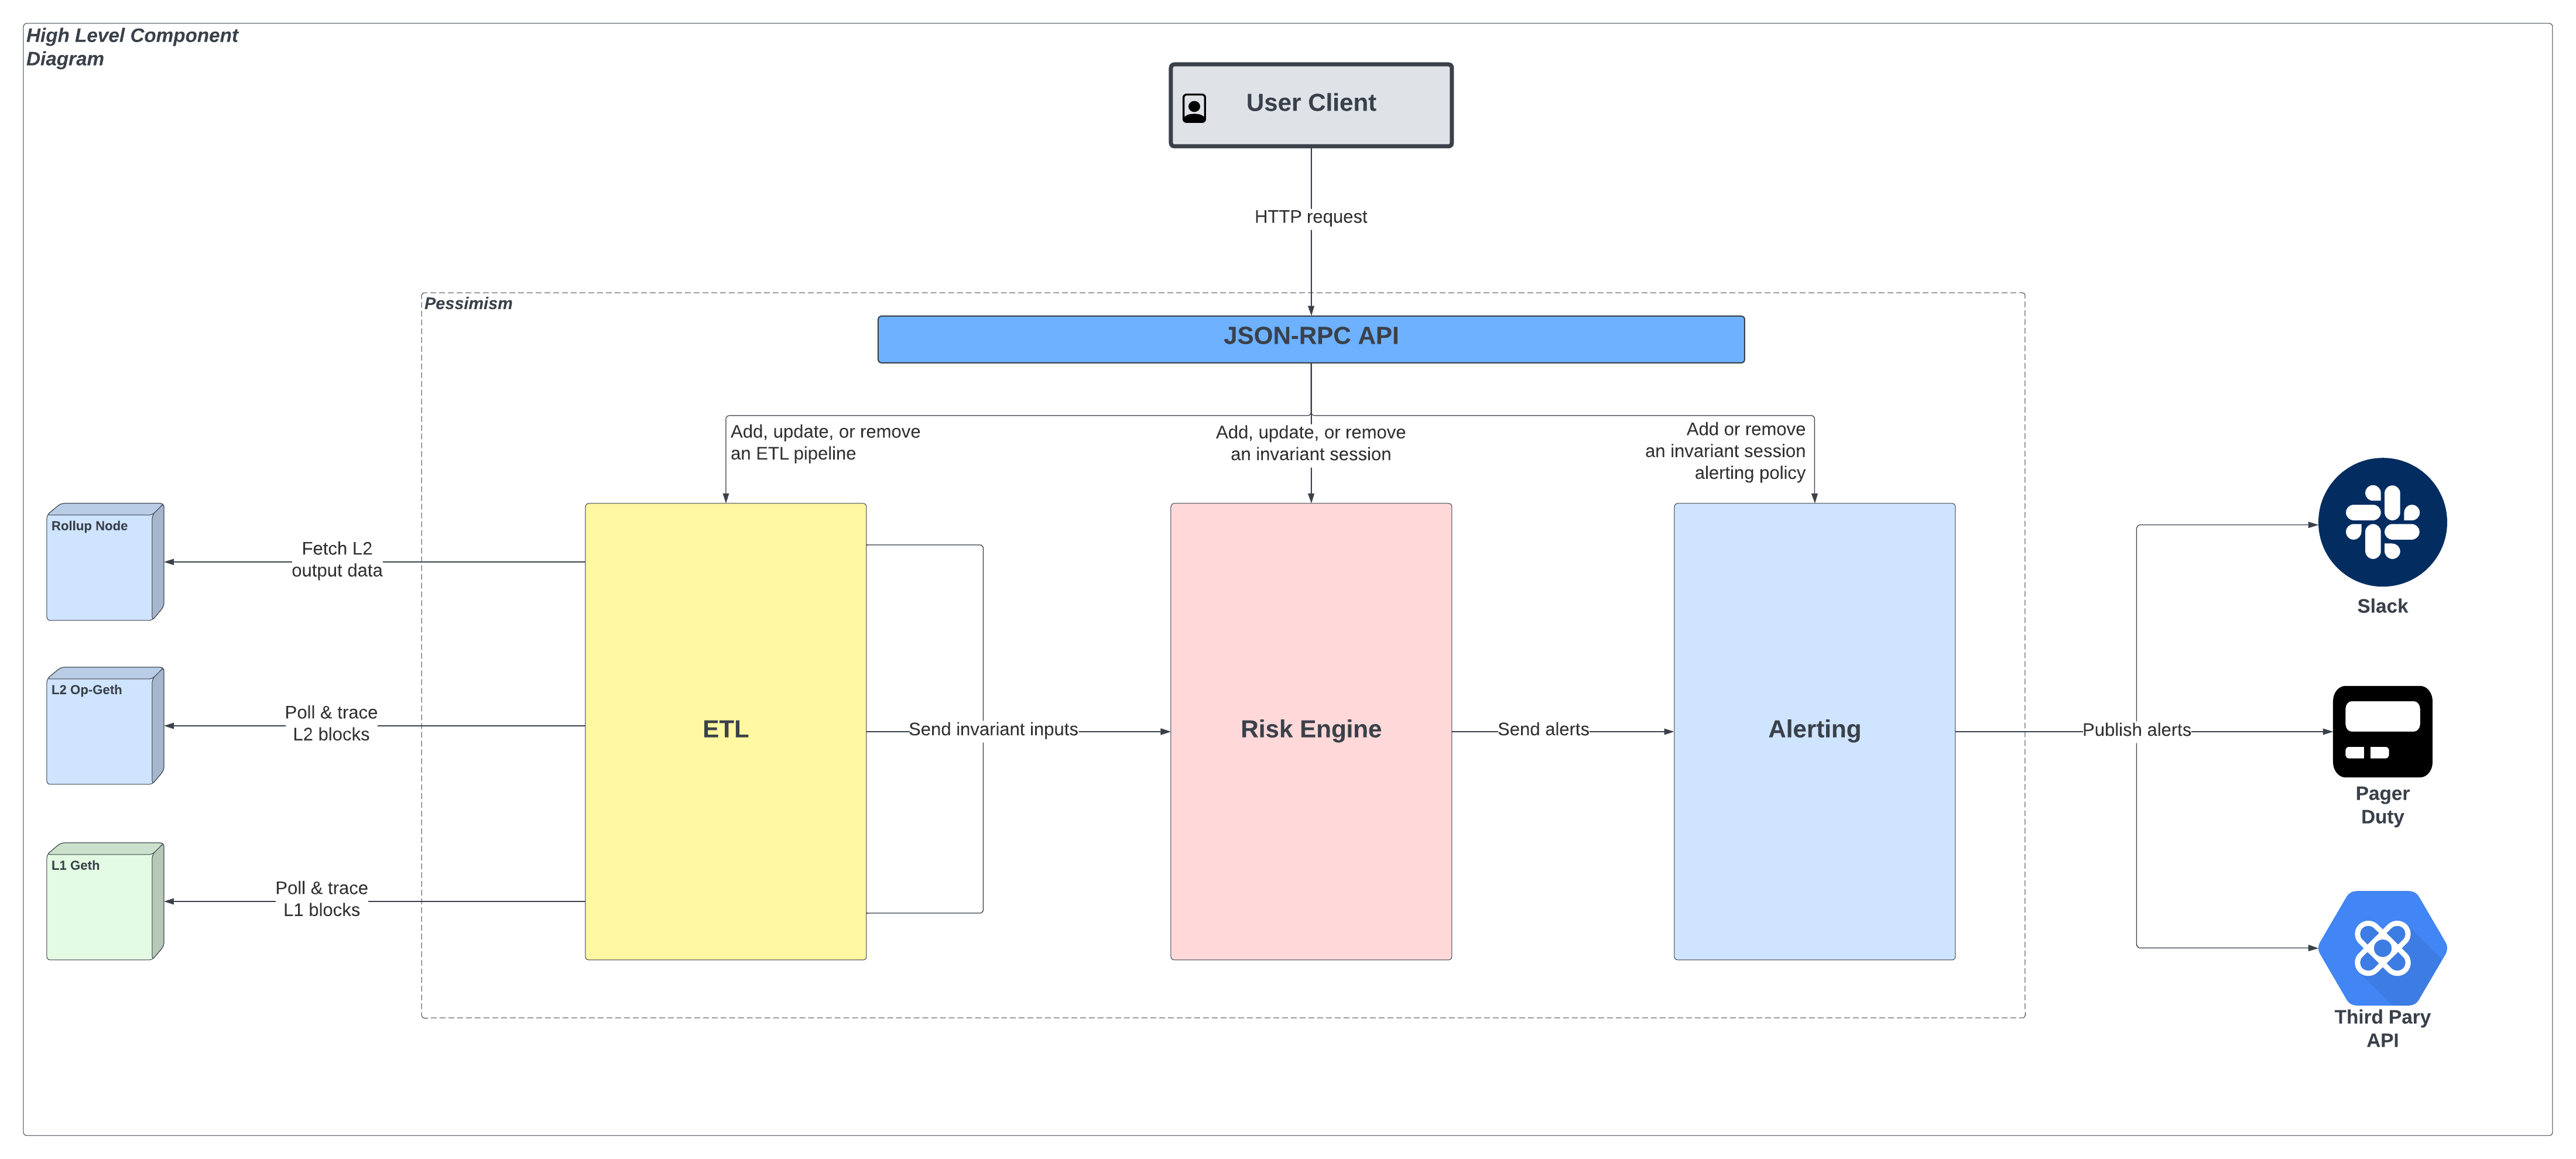 High Level Component
Diagram
User Client
HTTP request
Pessimism
JSON-RPC API
Add, update, or remove
an ETL pipeline
Add, update, or remove
an invariant session
Add or remove
an invariant session
alerting policy
Rollup Node
Fetch L2
output data
L2 Op-Geth
Poll & trace
L2 blocks
L1 Geth
Poll & trace
L1 blocks
ETL
Send invariant inputs
Risk Engine
Send alerts
Alerting
Publish alerts
Slack
Pager
Duty
Third Pary
API